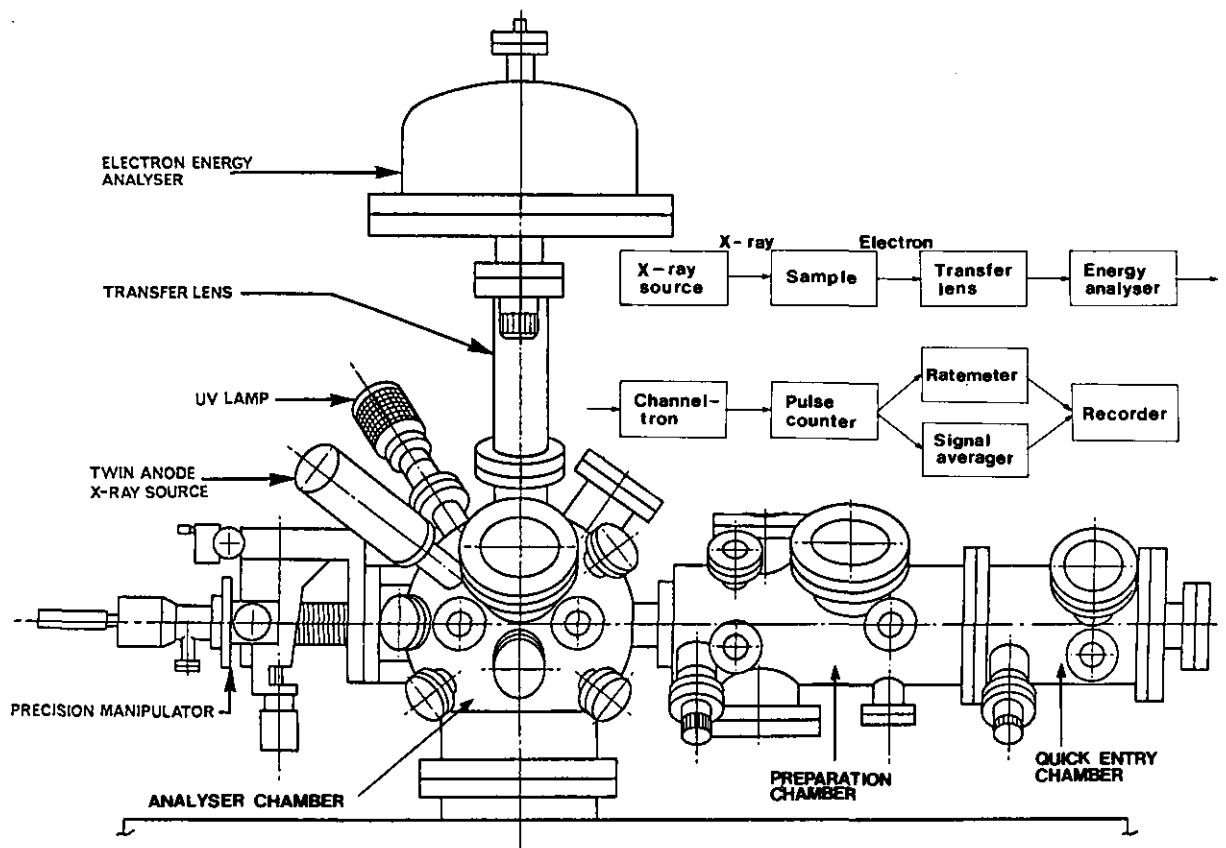 ELECTRON ENERGY
ANALYSER
TRANSFER LENS
UV LAMP
TWIN ANODE
X-RAY SOURCE
PRECISION MANIPULATOR
ANALYSER CHAMBER
PREPARATION
CHAMBER
QUICK ENTRY
CHAMBER
X-ray
Electron
X-ray
source
Sample
Transfer
lens
Energy
analyser
Channel-
tron
Pulse
counter
Ratemeter
Signal
averager
Recorder